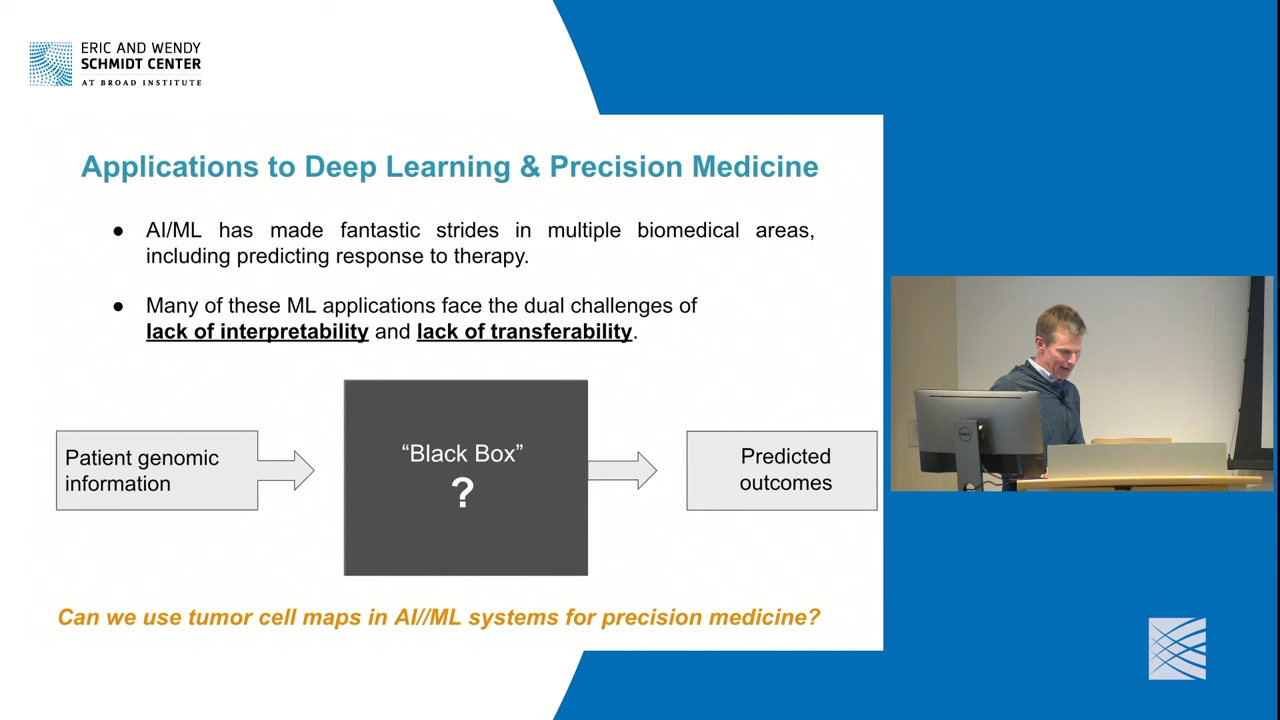 ERIC AND WENDY
SCHMIDT CENTER
AT BROAD INSTITUTE
Applications to Deep Learning & Precision Medicine
● AI/ML has made fantastic strides in multiple biomedical areas,
including predicting response to therapy.
● Many of these ML applications face the dual challenges of
lack of interpretability and lack of transferability.
Patient genomic
information
“Black Box”
?
Predicted
outcomes
Can we use tumor cell maps in AI//ML systems for precision medicine?
DELL